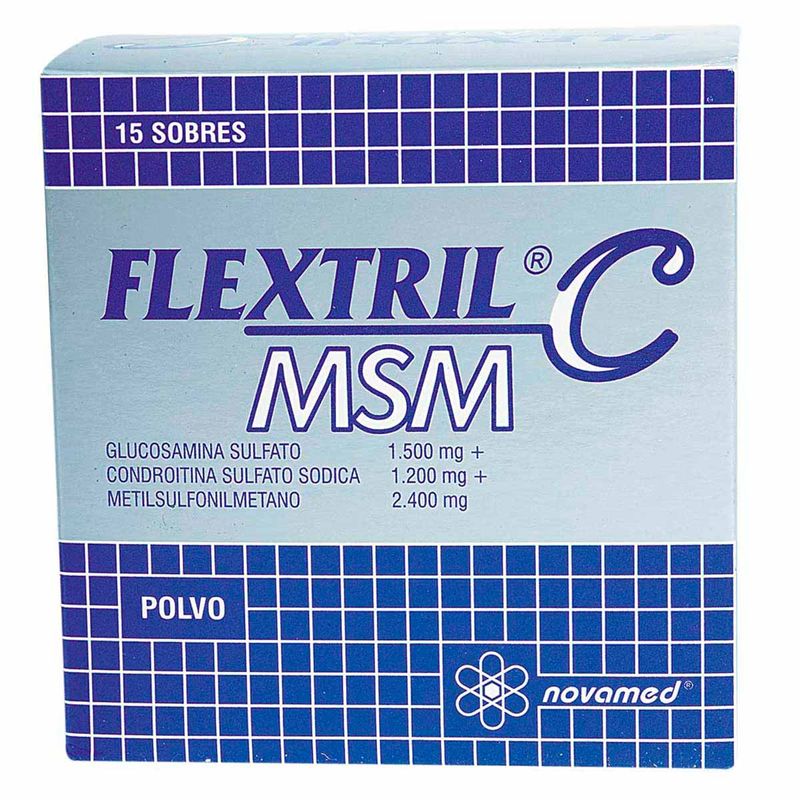 15 SOBRES
FLEXTRIL® C
MSM
GLUCOSAMINA SULFATO 1.500 mg +
CONDROITINA SULFATO SODICA 1.200 mg +
METILSULFONILMETANO 2.400 mg
POLVO
novamed®